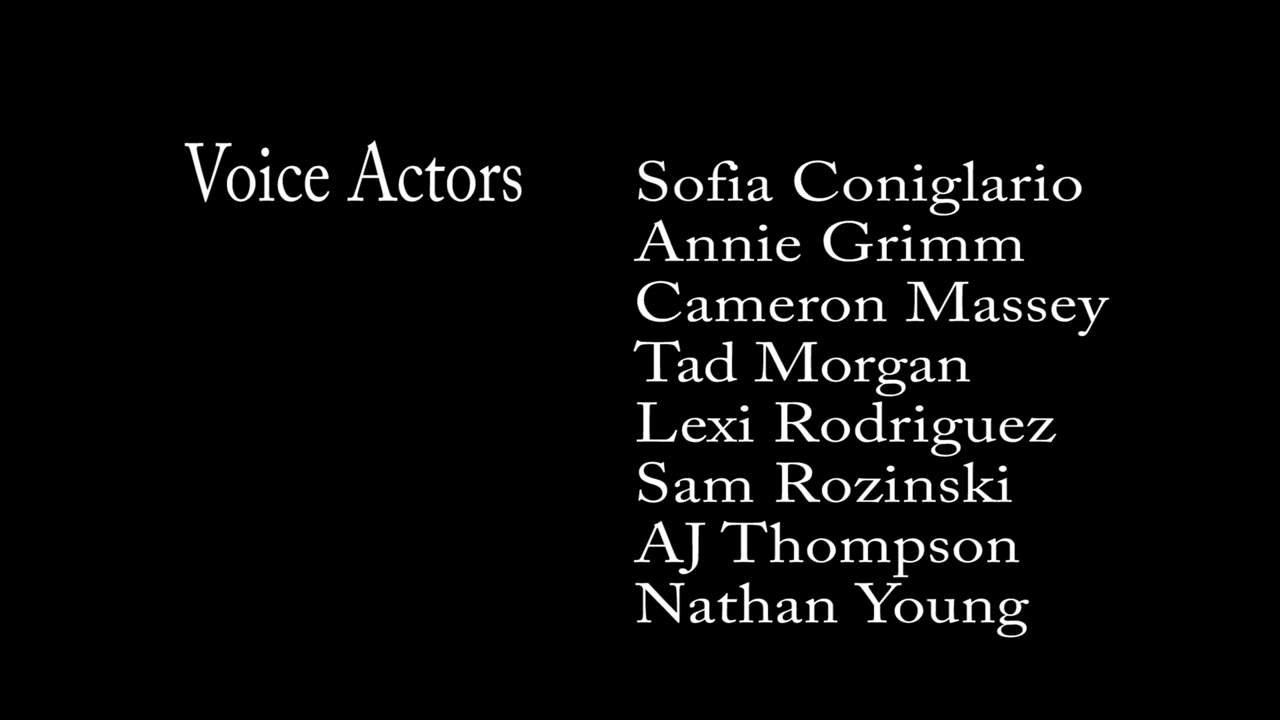 Voice Actors
Sofia Coniglario
Annie Grimm
Cameron Massey
Tad Morgan
Lexi Rodriguez
Sam Rozinski
AJ Thompson
Nathan Young